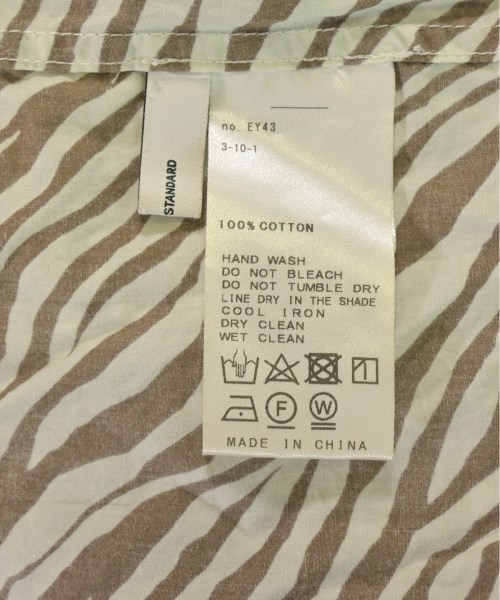 STANDARD
no. EY43
3-10-1
100% COTTON
HAND WASH
DO NOT BLEACH
DO NOT TUMBLE DRY
LINE DRY IN THE SHADE
COOL IRON
DRY CLEAN
WET CLEAN
F
W
MADE IN CHINA